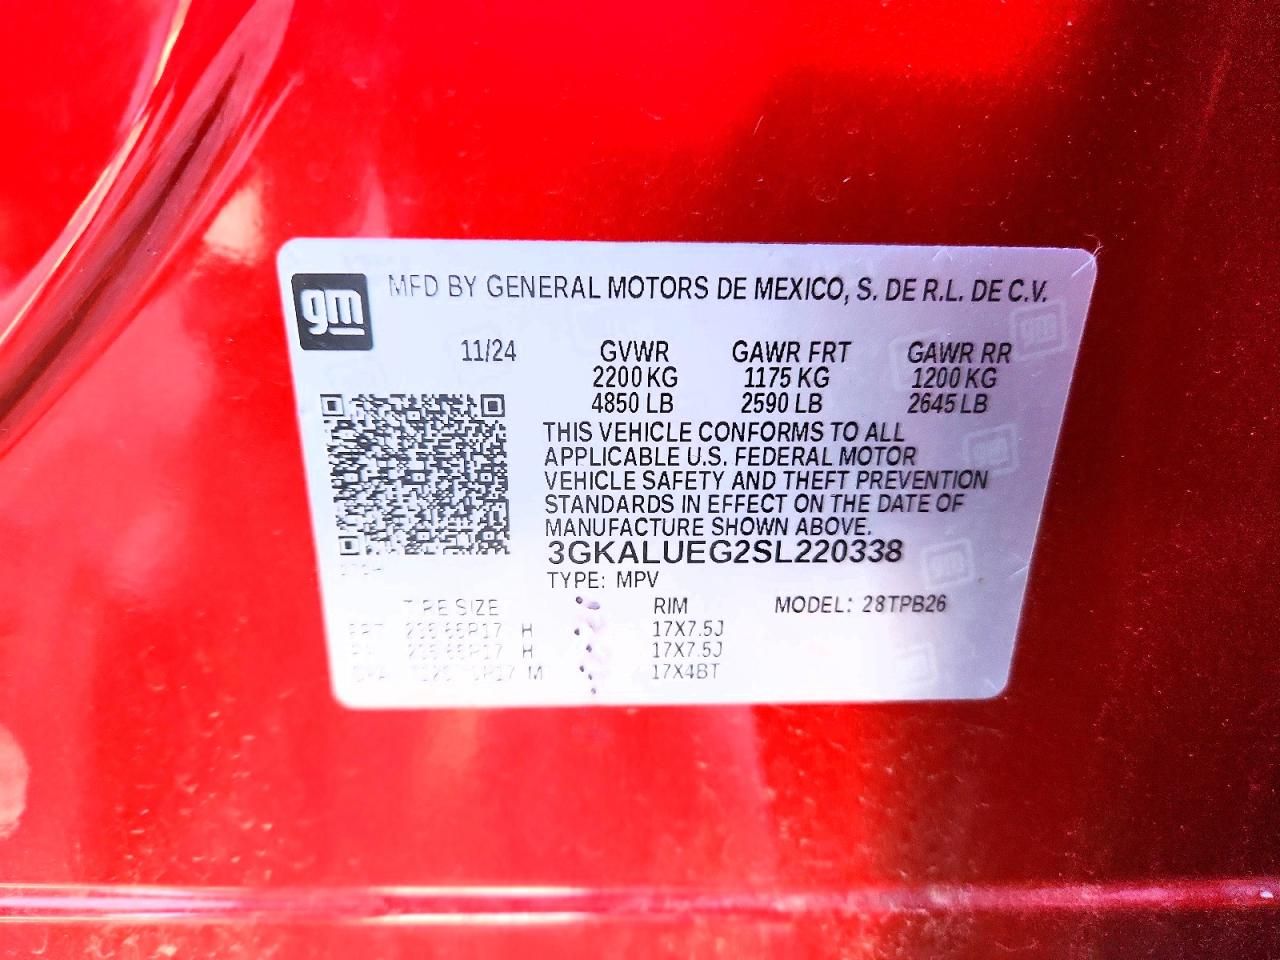 gm
MFD BY GENERAL MOTORS DE MEXICO, S. DE R.L. DE C.V.
11/24 GVWR GAWR FRT GAWR RR
2200 KG 1175 KG 1200 KG
4850 LB 2590 LB 2645 LB
THIS VEHICLE CONFORMS TO ALL
APPLICABLE U.S. FEDERAL MOTOR
VEHICLE SAFETY AND THEFT PREVENTION
STANDARDS IN EFFECT ON THE DATE OF
MANUFACTURE SHOWN ABOVE.
3GKALUEG2SL220338
TYPE: MPV
TIRE SIZE RIM MODEL: 28TPB26
FRT H 17X7.5J
H 17X7.5J
M 17X4BT